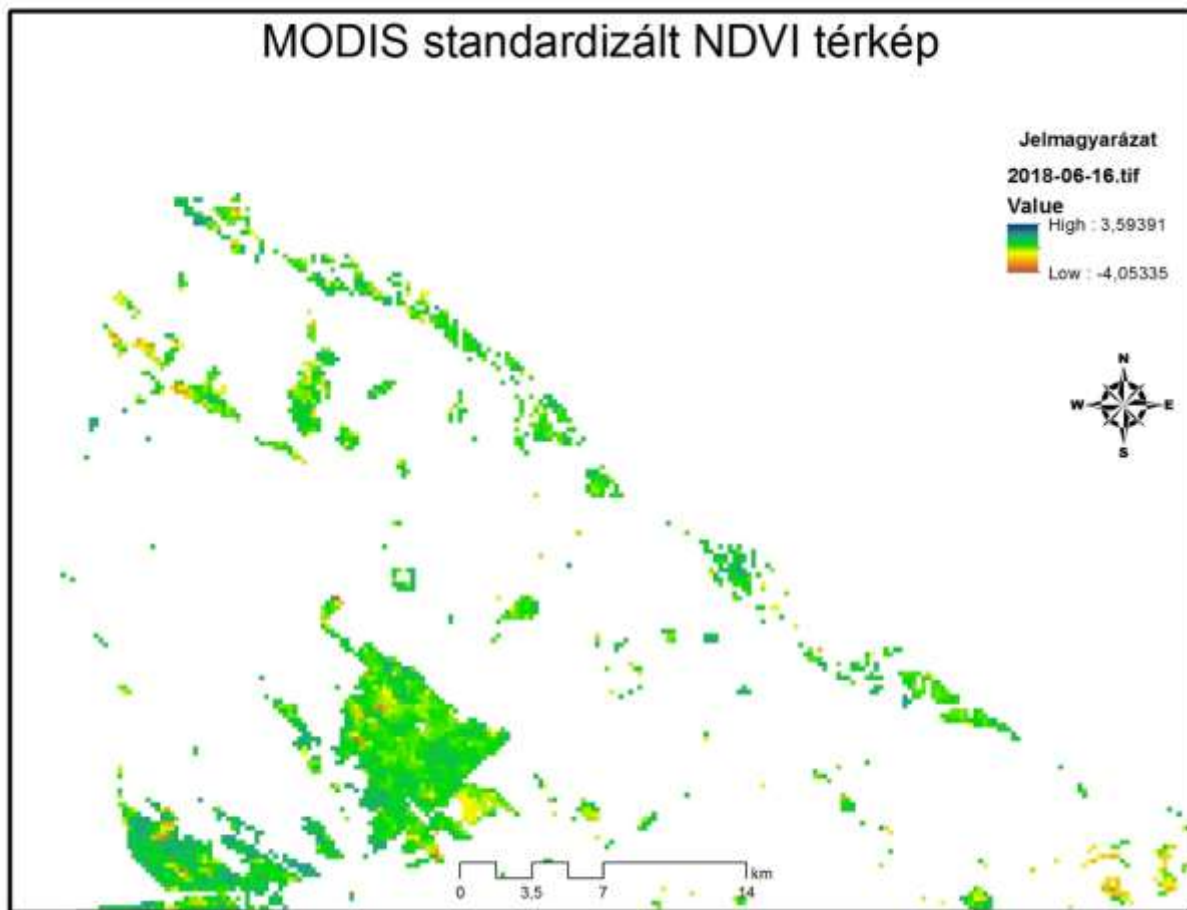 MODIS standardizált NDVI térkép
Jelmagyarázat
2018-06-16.tif
Value
High : 3,59391
Low : -4,05335
N
W E
S
km
0 3,5 7 14